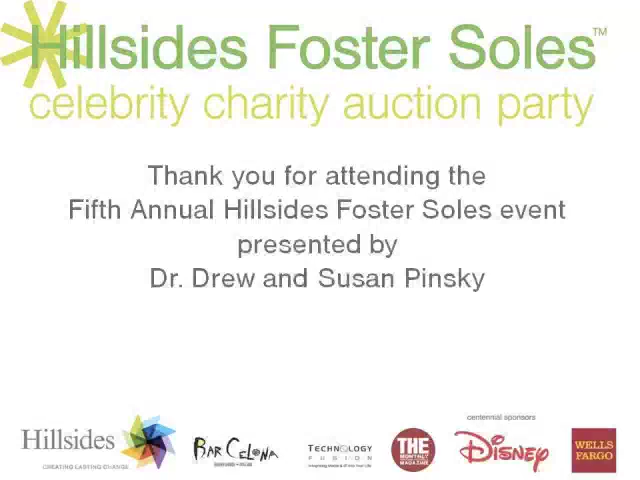 Hillsides Foster Soles™
celebrity charity auction party
Thank you for attending the
Fifth Annual Hillsides Foster Soles event
presented by
Dr. Drew and Susan Pinsky
centennial sponsors
Hillsides
CREATING LASTING CHANGE
BAR CELONA
TECHNOLOGY
FUSION
THE
MONTHLY
MAGAZINE
DISNEY
WELLS
FARGO